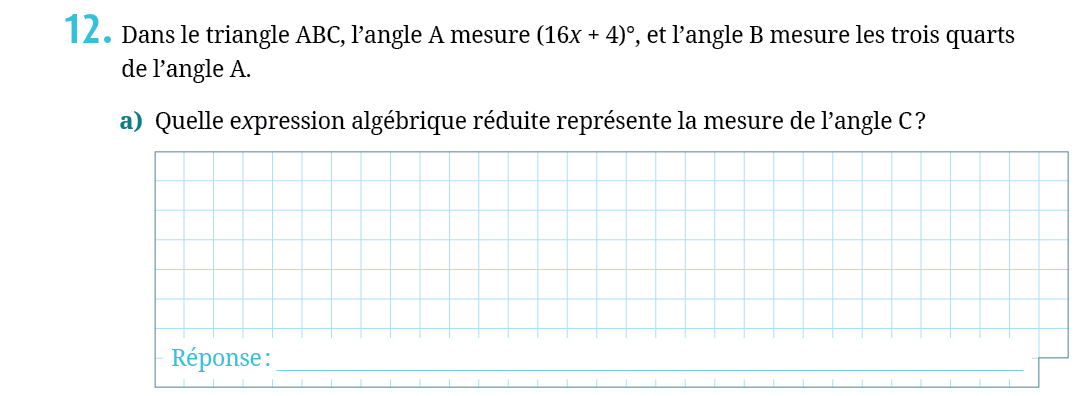 12. Dans le triangle ABC, l’angle A mesure (16x + 4)°, et l’angle B mesure les trois quarts
de l’angle A.
a) Quelle expression algébrique réduite représente la mesure de l’angle C ?
Réponse :